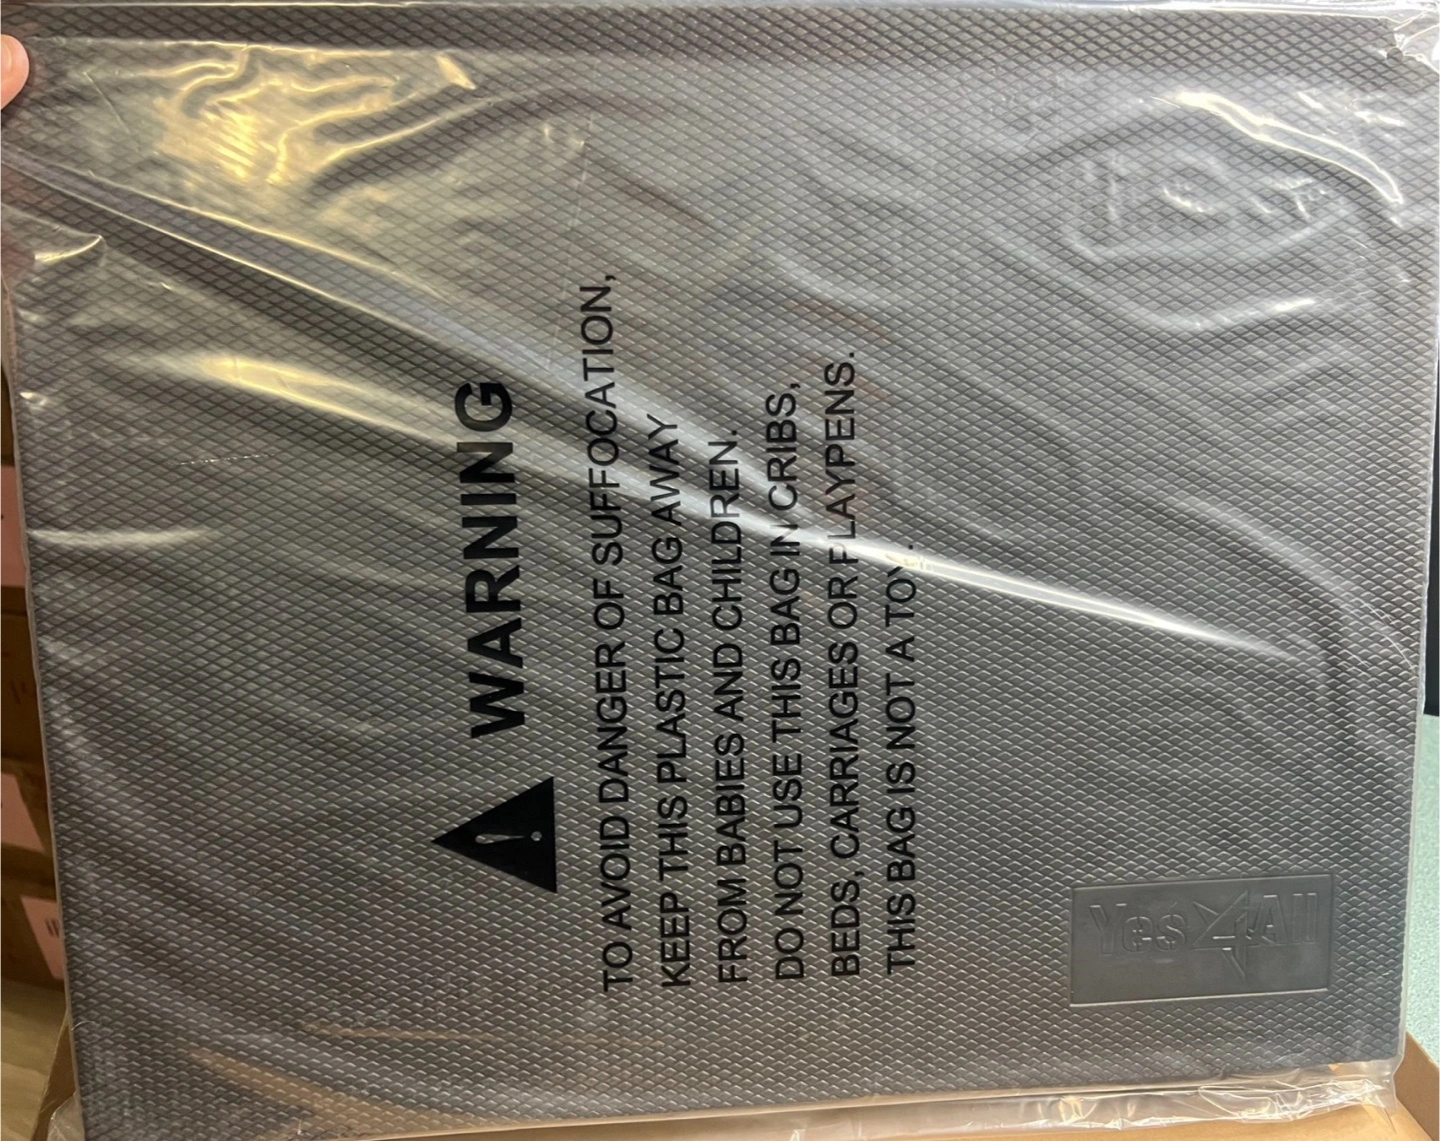 WARNING
TO AVOID DANGER OF SUFFOCATION,
KEEP THIS PLASTIC BAG AWAY
FROM BABIES AND CHILDREN.
DO NOT USE THIS BAG IN CRIBS,
BEDS, CARRIAGES OR PLAYPENS.
THIS BAG IS NOT A TOY.
Yes4All